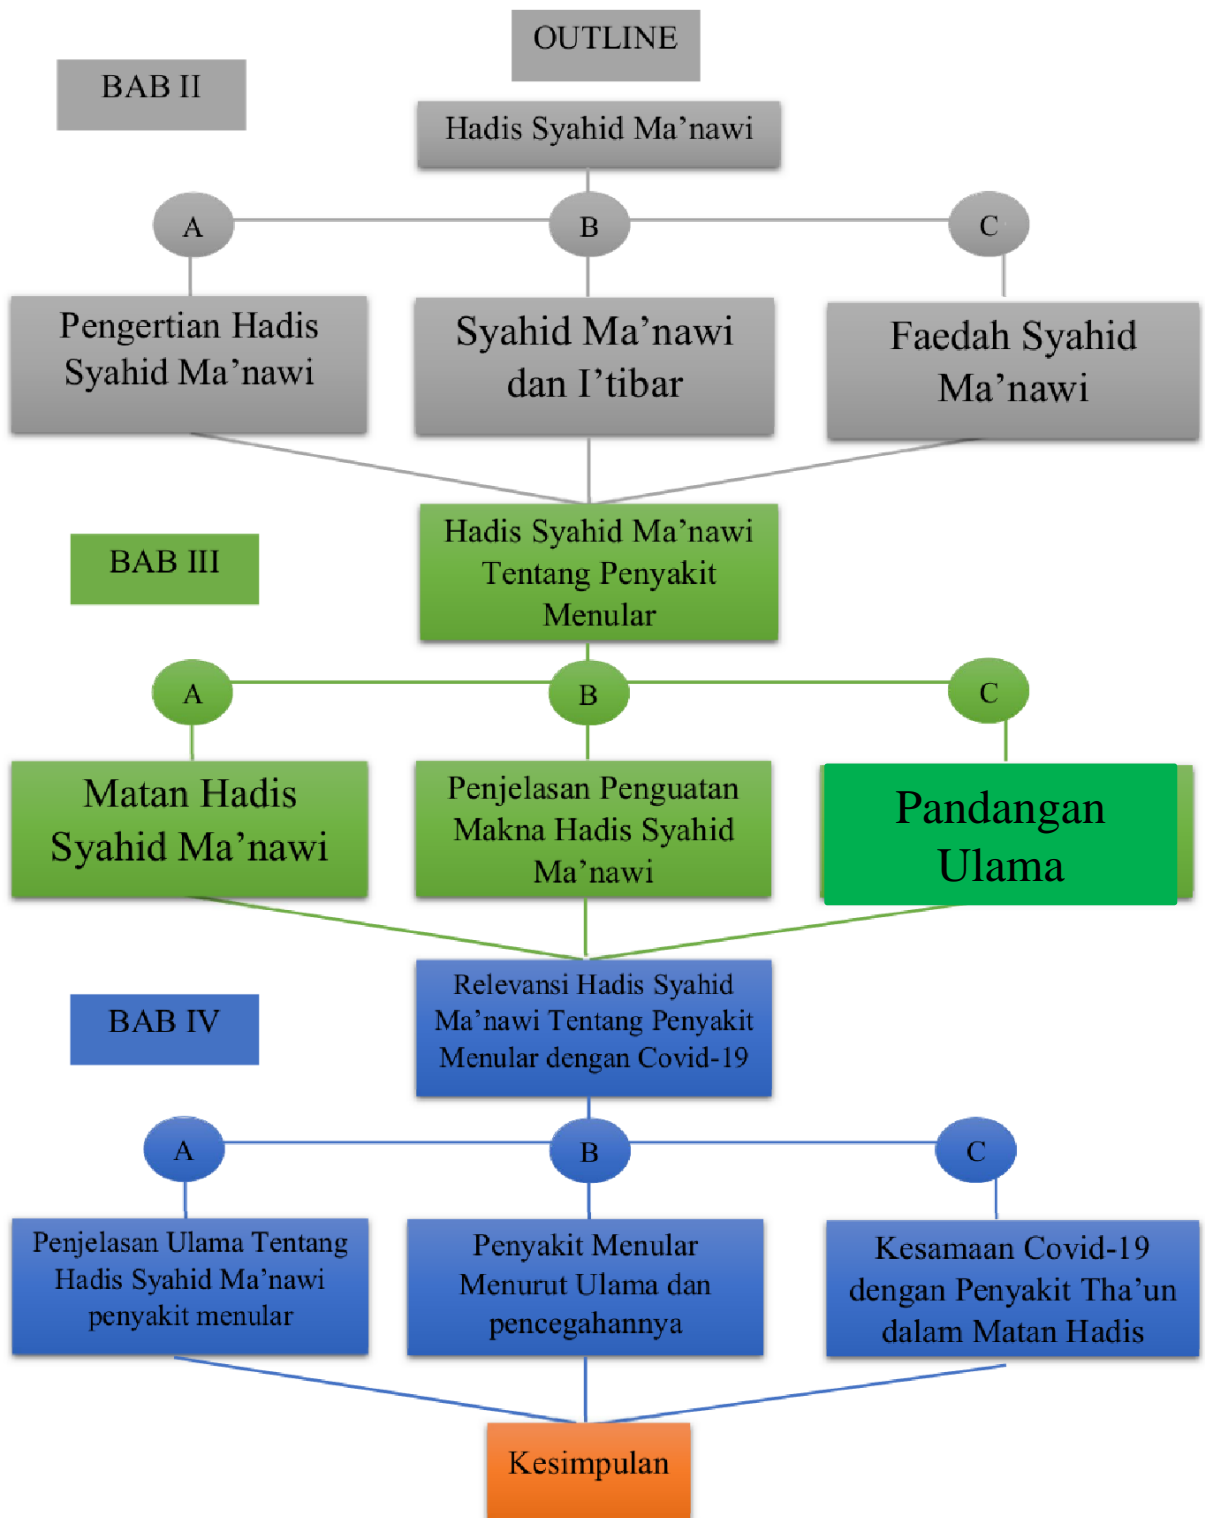 OUTLINE
BAB II
Hadis Syahid Ma’nawi
A
B
C
Pengertian Hadis
Syahid Ma’nawi
Syahid Ma’nawi
dan I’tibar
Faedah Syahid
Ma’nawi
BAB III
Hadis Syahid Ma’nawi
Tentang Penyakit
Menular
A
B
C
Matan Hadis
Syahid Ma’nawi
Penjelasan Penguatan
Makna Hadis Syahid
Ma’nawi
Pandangan
Ulama
BAB IV
Relevansi Hadis Syahid
Ma’nawi Tentang Penyakit
Menular dengan Covid-19
A
B
C
Penjelasan Ulama Tentang
Hadis Syahid Ma’nawi
penyakit menular
Penyakit Menular
Menurut Ulama dan
pencegahannya
Kesamaan Covid-19
dengan Penyakit Tha’un
dalam Matan Hadis
Kesimpulan